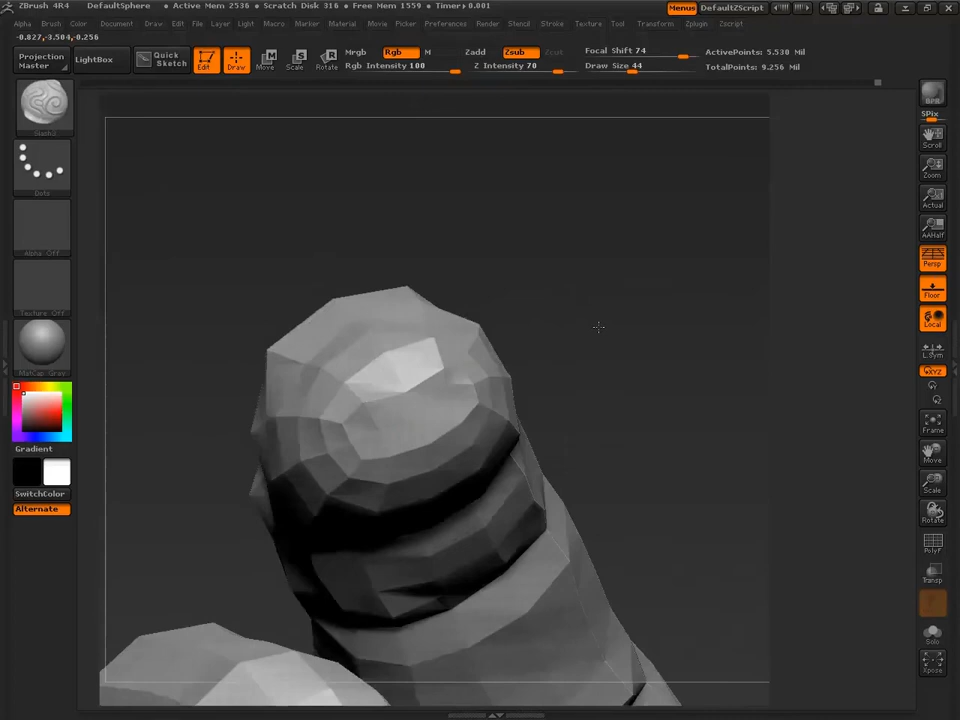 ZBrush 4R4 DefaultSphere • Active Mem 2536 • Scratch Disk 316 • Free Mem 1559 • Timer▸0.001 Menus DefaultZScript
Alpha Brush Color Document Draw Edit File Layer Light Macro Marker Material Movie Picker Preferences Render Stencil Stroke Texture Tool Transform Zplugin Zscript
-0.827,-3.504,-0.256
Projection Master
LightBox
Quick Sketch
Edit
Draw
Move
Scale
Rotate
Mrgb Rgb M
Rgb Intensity 100
Zadd Zsub Zcut
Z Intensity 70
Focal Shift 74
Draw Size 44
ActivePoints: 5.530 Mil
TotalPoints: 9.256 Mil
Slash3
Dots
Alpha Off
Texture Off
MatCap Gray
Gradient
SwitchColor
Alternate
BPR
SPix
Scroll
Zoom
Actual
AAHalf
Persp
Floor
Local
L.Sym
XYZ
Frame
Move
Scale
Rotate
PolyF
Transp
Solo
Xpose